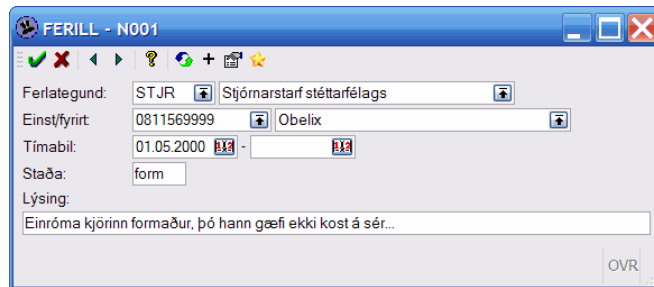 FERILL - N001
Ferlategund: STJR Stjórnarstarf stéttarfélags
Einst/fyrirt: 0811569999 Obelix
Tímabil: 01.05.2000 -
Staða: form
Lýsing:
Einróma kjörinn formaður, þó hann gæfi ekki kost á sér...
OVR